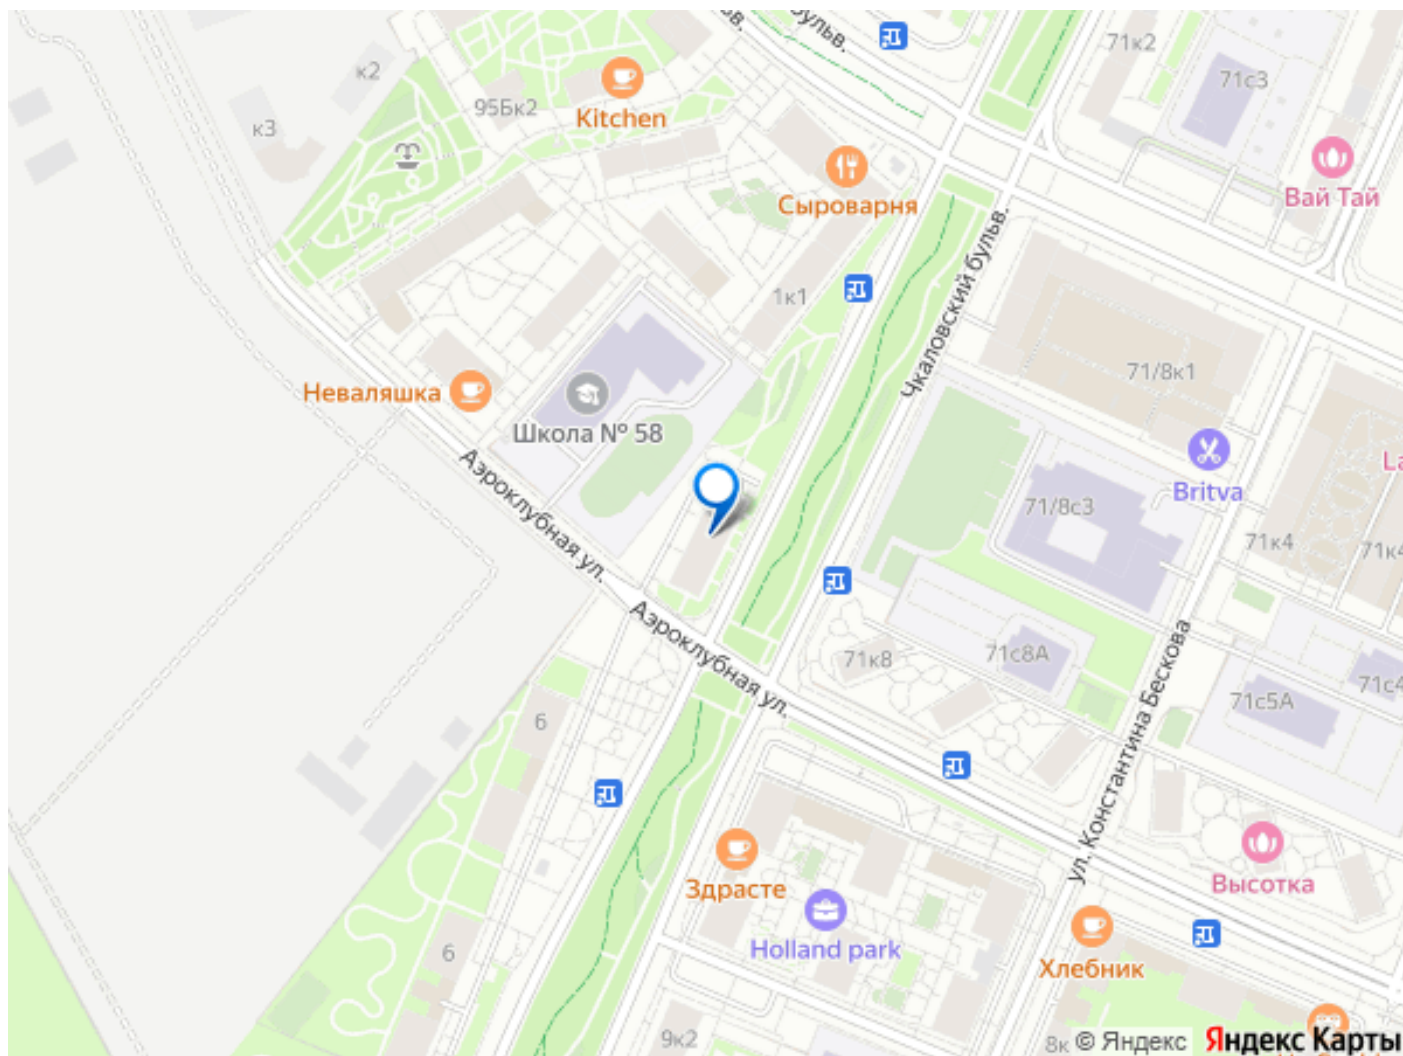 бульв.
71к2
к2
71с3
95Бк2
Kitchen
к3
Вай Тай
Сыроварня
Чкаловский бульв.
1к1
71/8к1
Неваляшка
Школа № 58
Britva
Аэроклубная ул.
71/8с3
71к4
Аэроклубная ул.
71к8
71с8А
ул. Константина Бескова
71с5А
6
Здрасте
Высотка
Holland park
Хлебник
6
9к2
8к
© Яндекс
Яндекс Карты